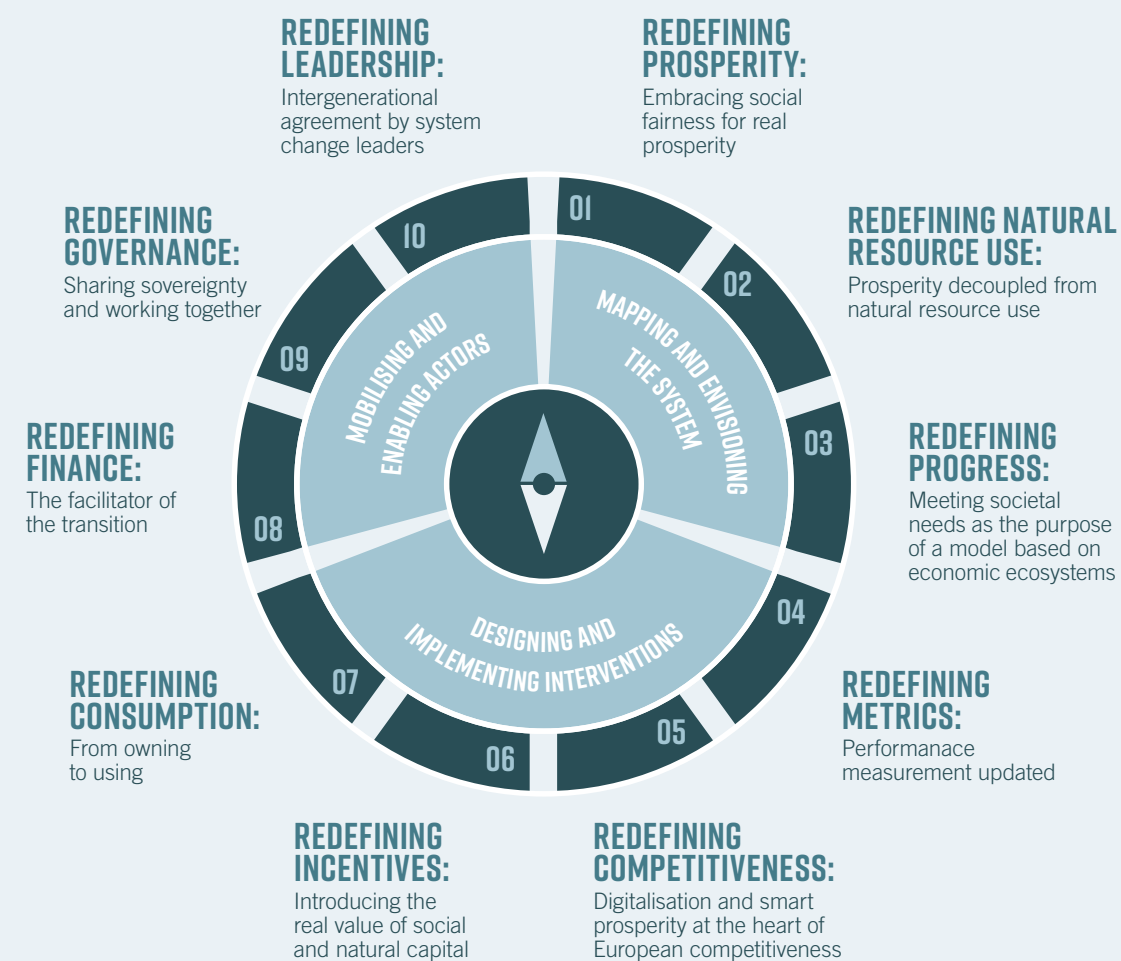 REDEFINING
LEADERSHIP:
Intergenerational
agreement by system
change leaders
REDEFINING
PROSPERITY:
Embracing social
fairness for real
prosperity
REDEFINING
GOVERNANCE:
Sharing sovereignty
and working together
REDEFINING NATURAL
RESOURCE USE:
Prosperity decoupled from
natural resource use
REDEFINING
FINANCE:
The facilitator of
the transition
REDEFINING
PROGRESS:
Meeting societal
needs as the purpose
of a model based on
economic ecosystems
REDEFINING
CONSUMPTION:
From owning
to using
REDEFINING
METRICS:
Performanace
measurement updated
REDEFINING
INCENTIVES:
Introducing the
real value of social
and natural capital
REDEFINING
COMPETITIVENESS:
Digitalisation and smart
prosperity at the heart of
European competitiveness
01
02
03
04
05
06
07
08
09
10
MAPPING AND ENVISIONING
THE SYSTEM
DESIGNING AND
IMPLEMENTING INTERVENTIONS
MOBILISING AND
ENABLING ACTORS